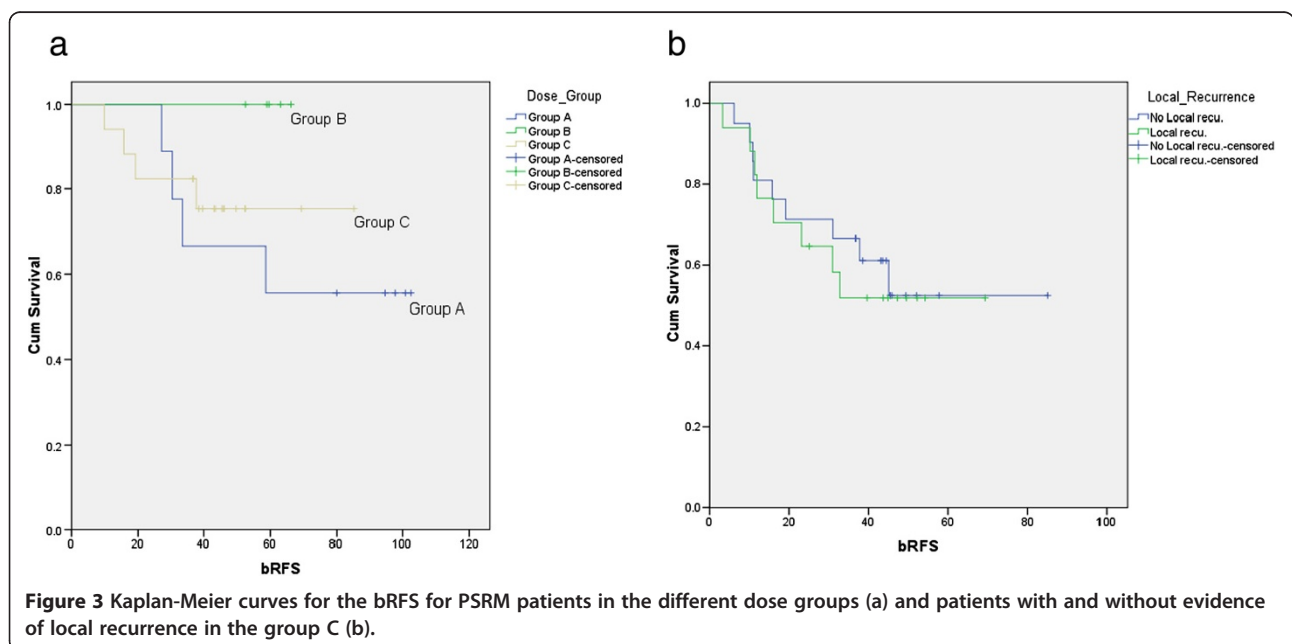 a
Cum Survival
1.0
0.8
0.6
0.4
0.2
0.0
0 20 40 60 80 100 120
bRFS
Group B
Group C
Group A
Dose_Group
Group A
Group B
Group C
Group A-censored
Group B-censored
Group C-censored
b
Cum Survival
1.0
0.8
0.6
0.4
0.2
0.0
0 20 40 60 80 100
bRFS
Local_Recurrence
No Local recu.
Local recu.
No Local recu.-censored
Local recu.-censored
Figure 3 Kaplan-Meier curves for the bRFS for PSRM patients in the different dose groups (a) and patients with and without evidence
of local recurrence in the group C (b).